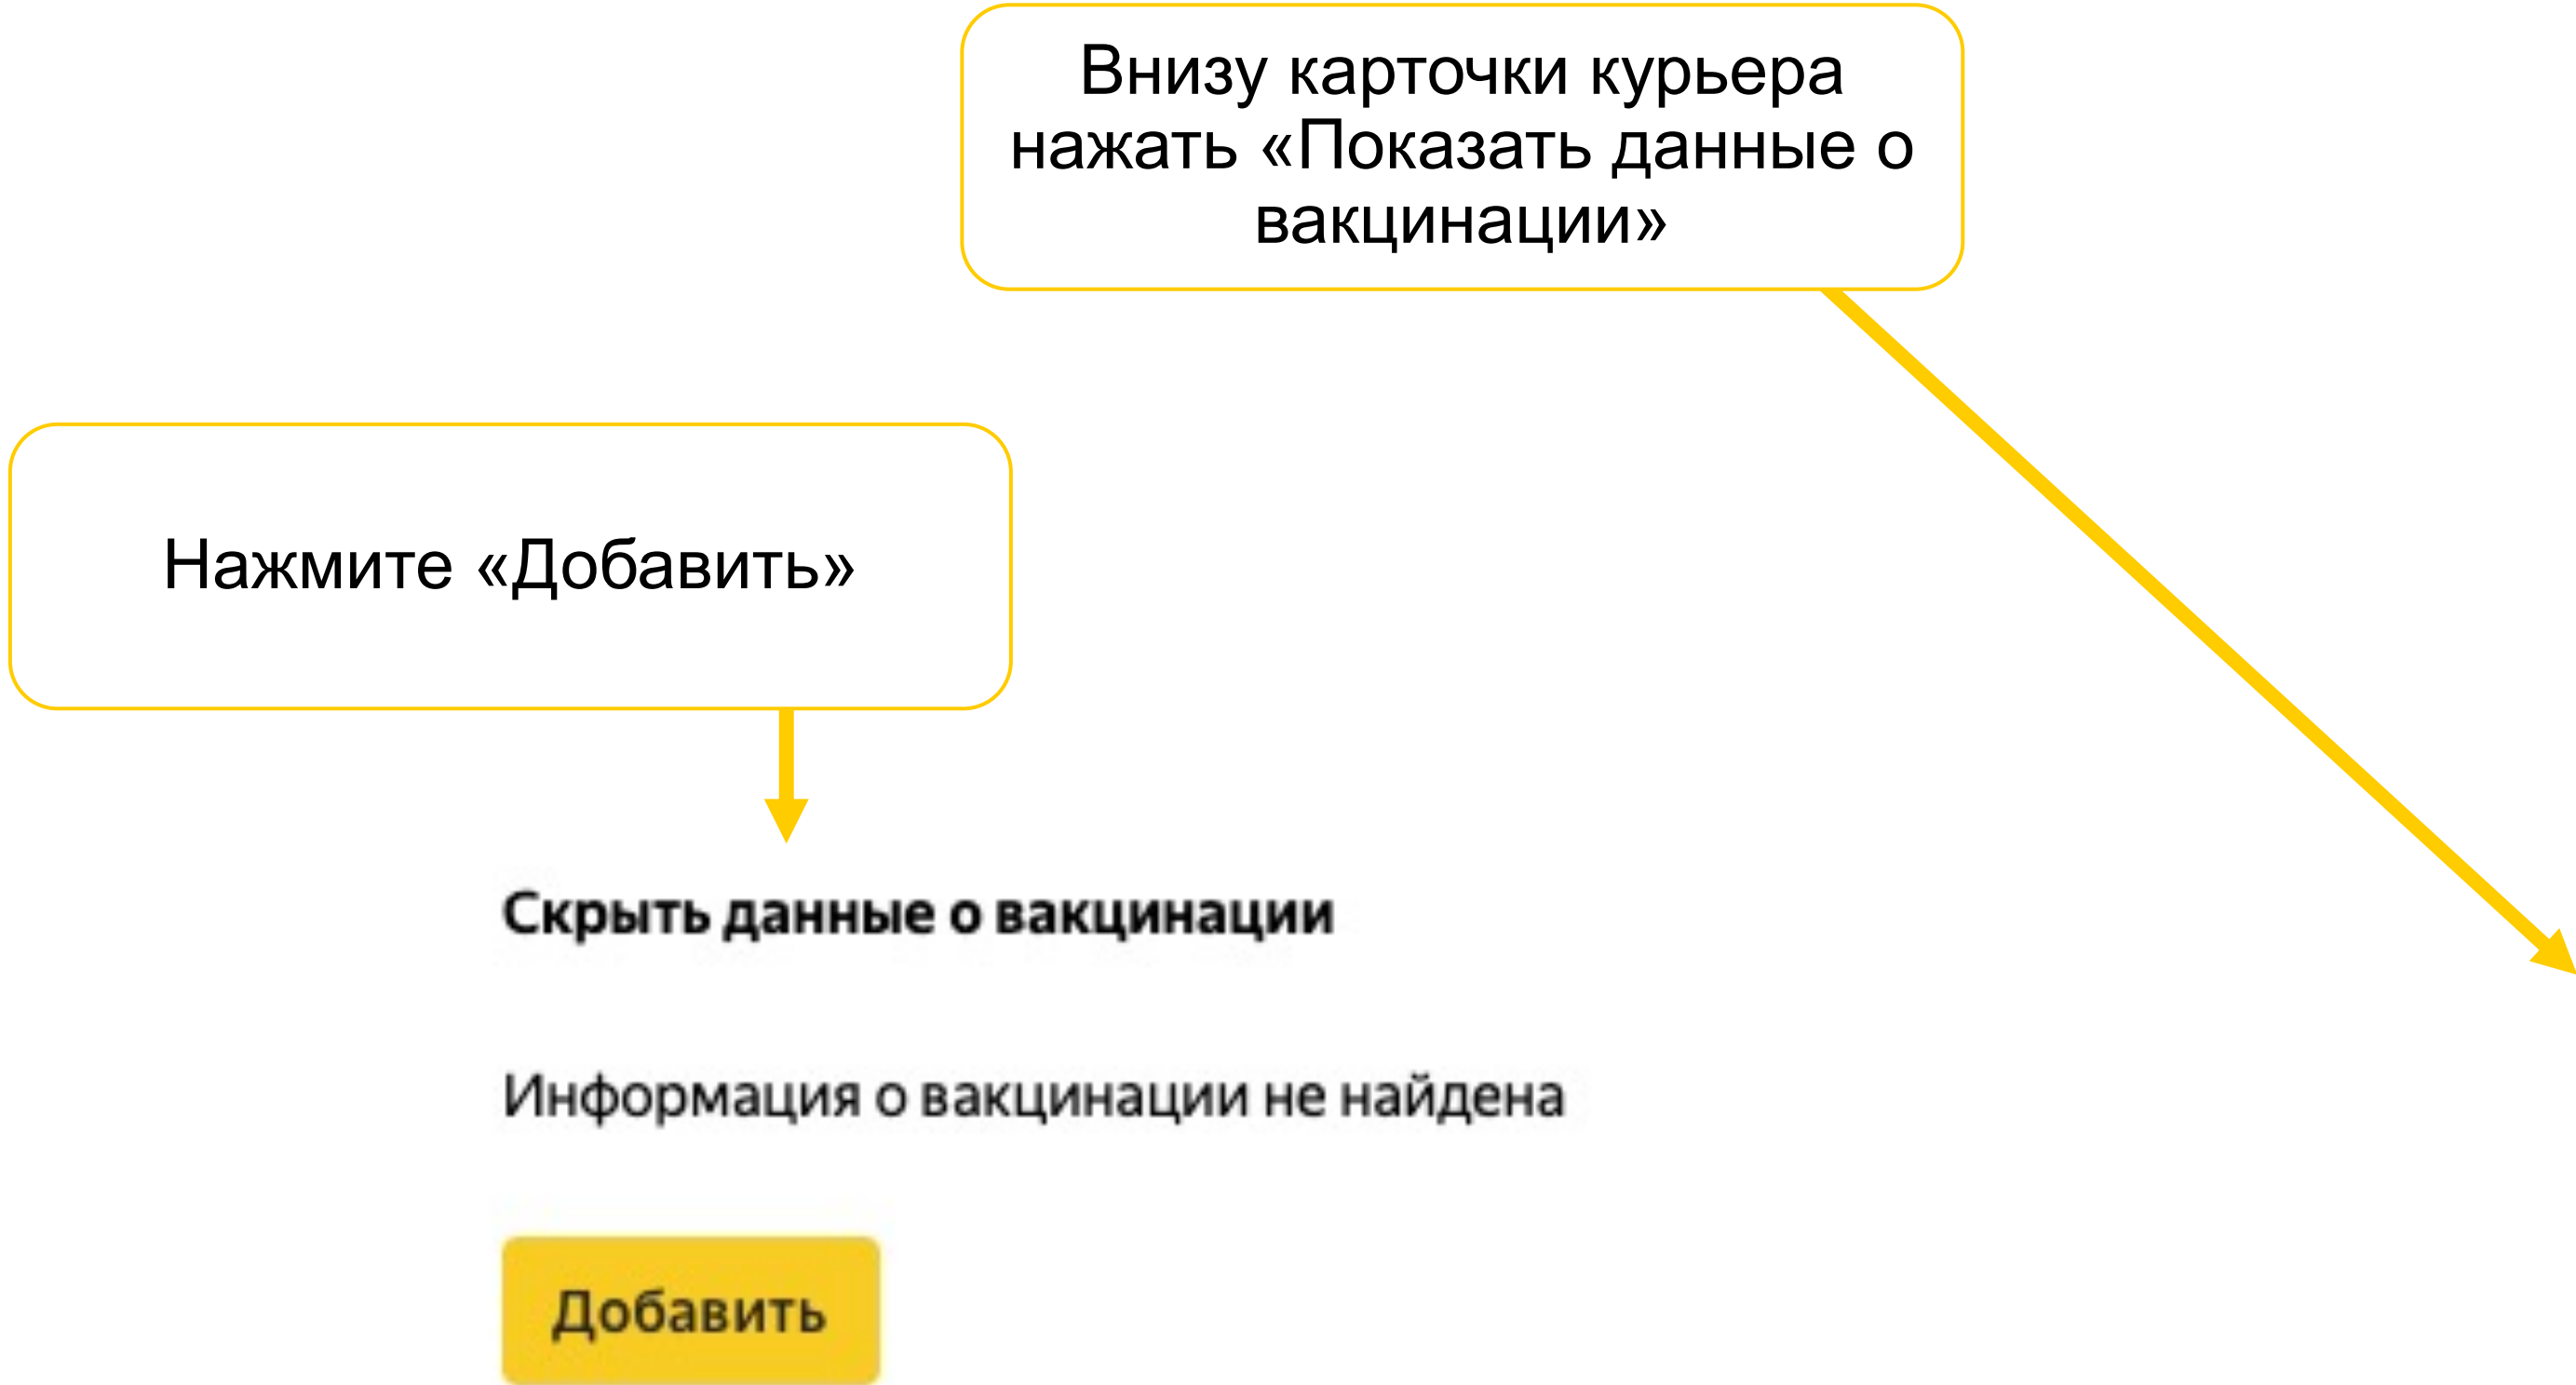 Внизу карточки курьера
нажать «Показать данные о
вакцинации»
Нажмите «Добавить»
Скрыть данные о вакцинации
Информация о вакцинации не найдена
Добавить